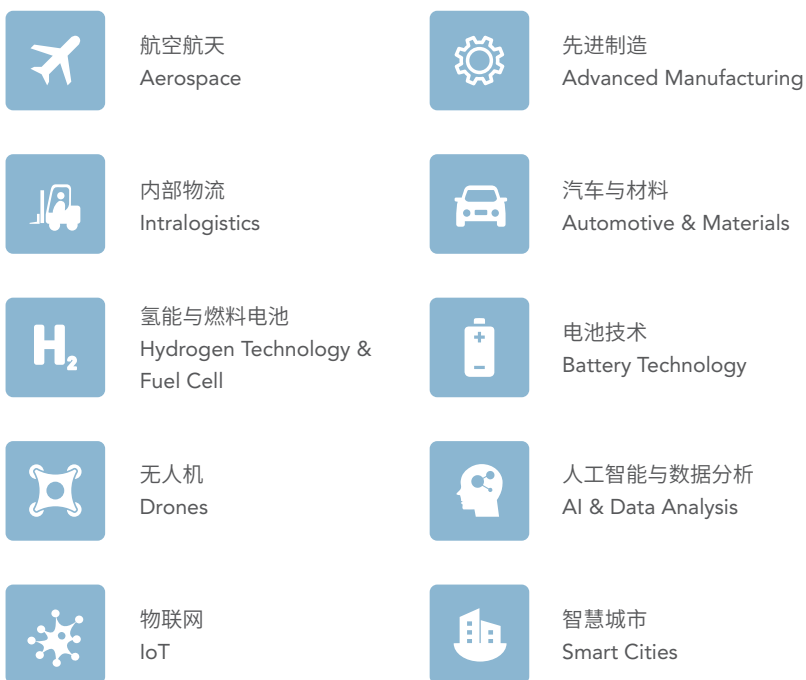 航空航天
Aerospace
先进制造
Advanced Manufacturing
内部物流
Intralogistics
汽车与材料
Automotive & Materials
H2
氢能与燃料电池
Hydrogen Technology &
Fuel Cell
电池技术
Battery Technology
无人机
Drones
人工智能与数据分析
AI & Data Analysis
物联网
IoT
智慧城市
Smart Cities